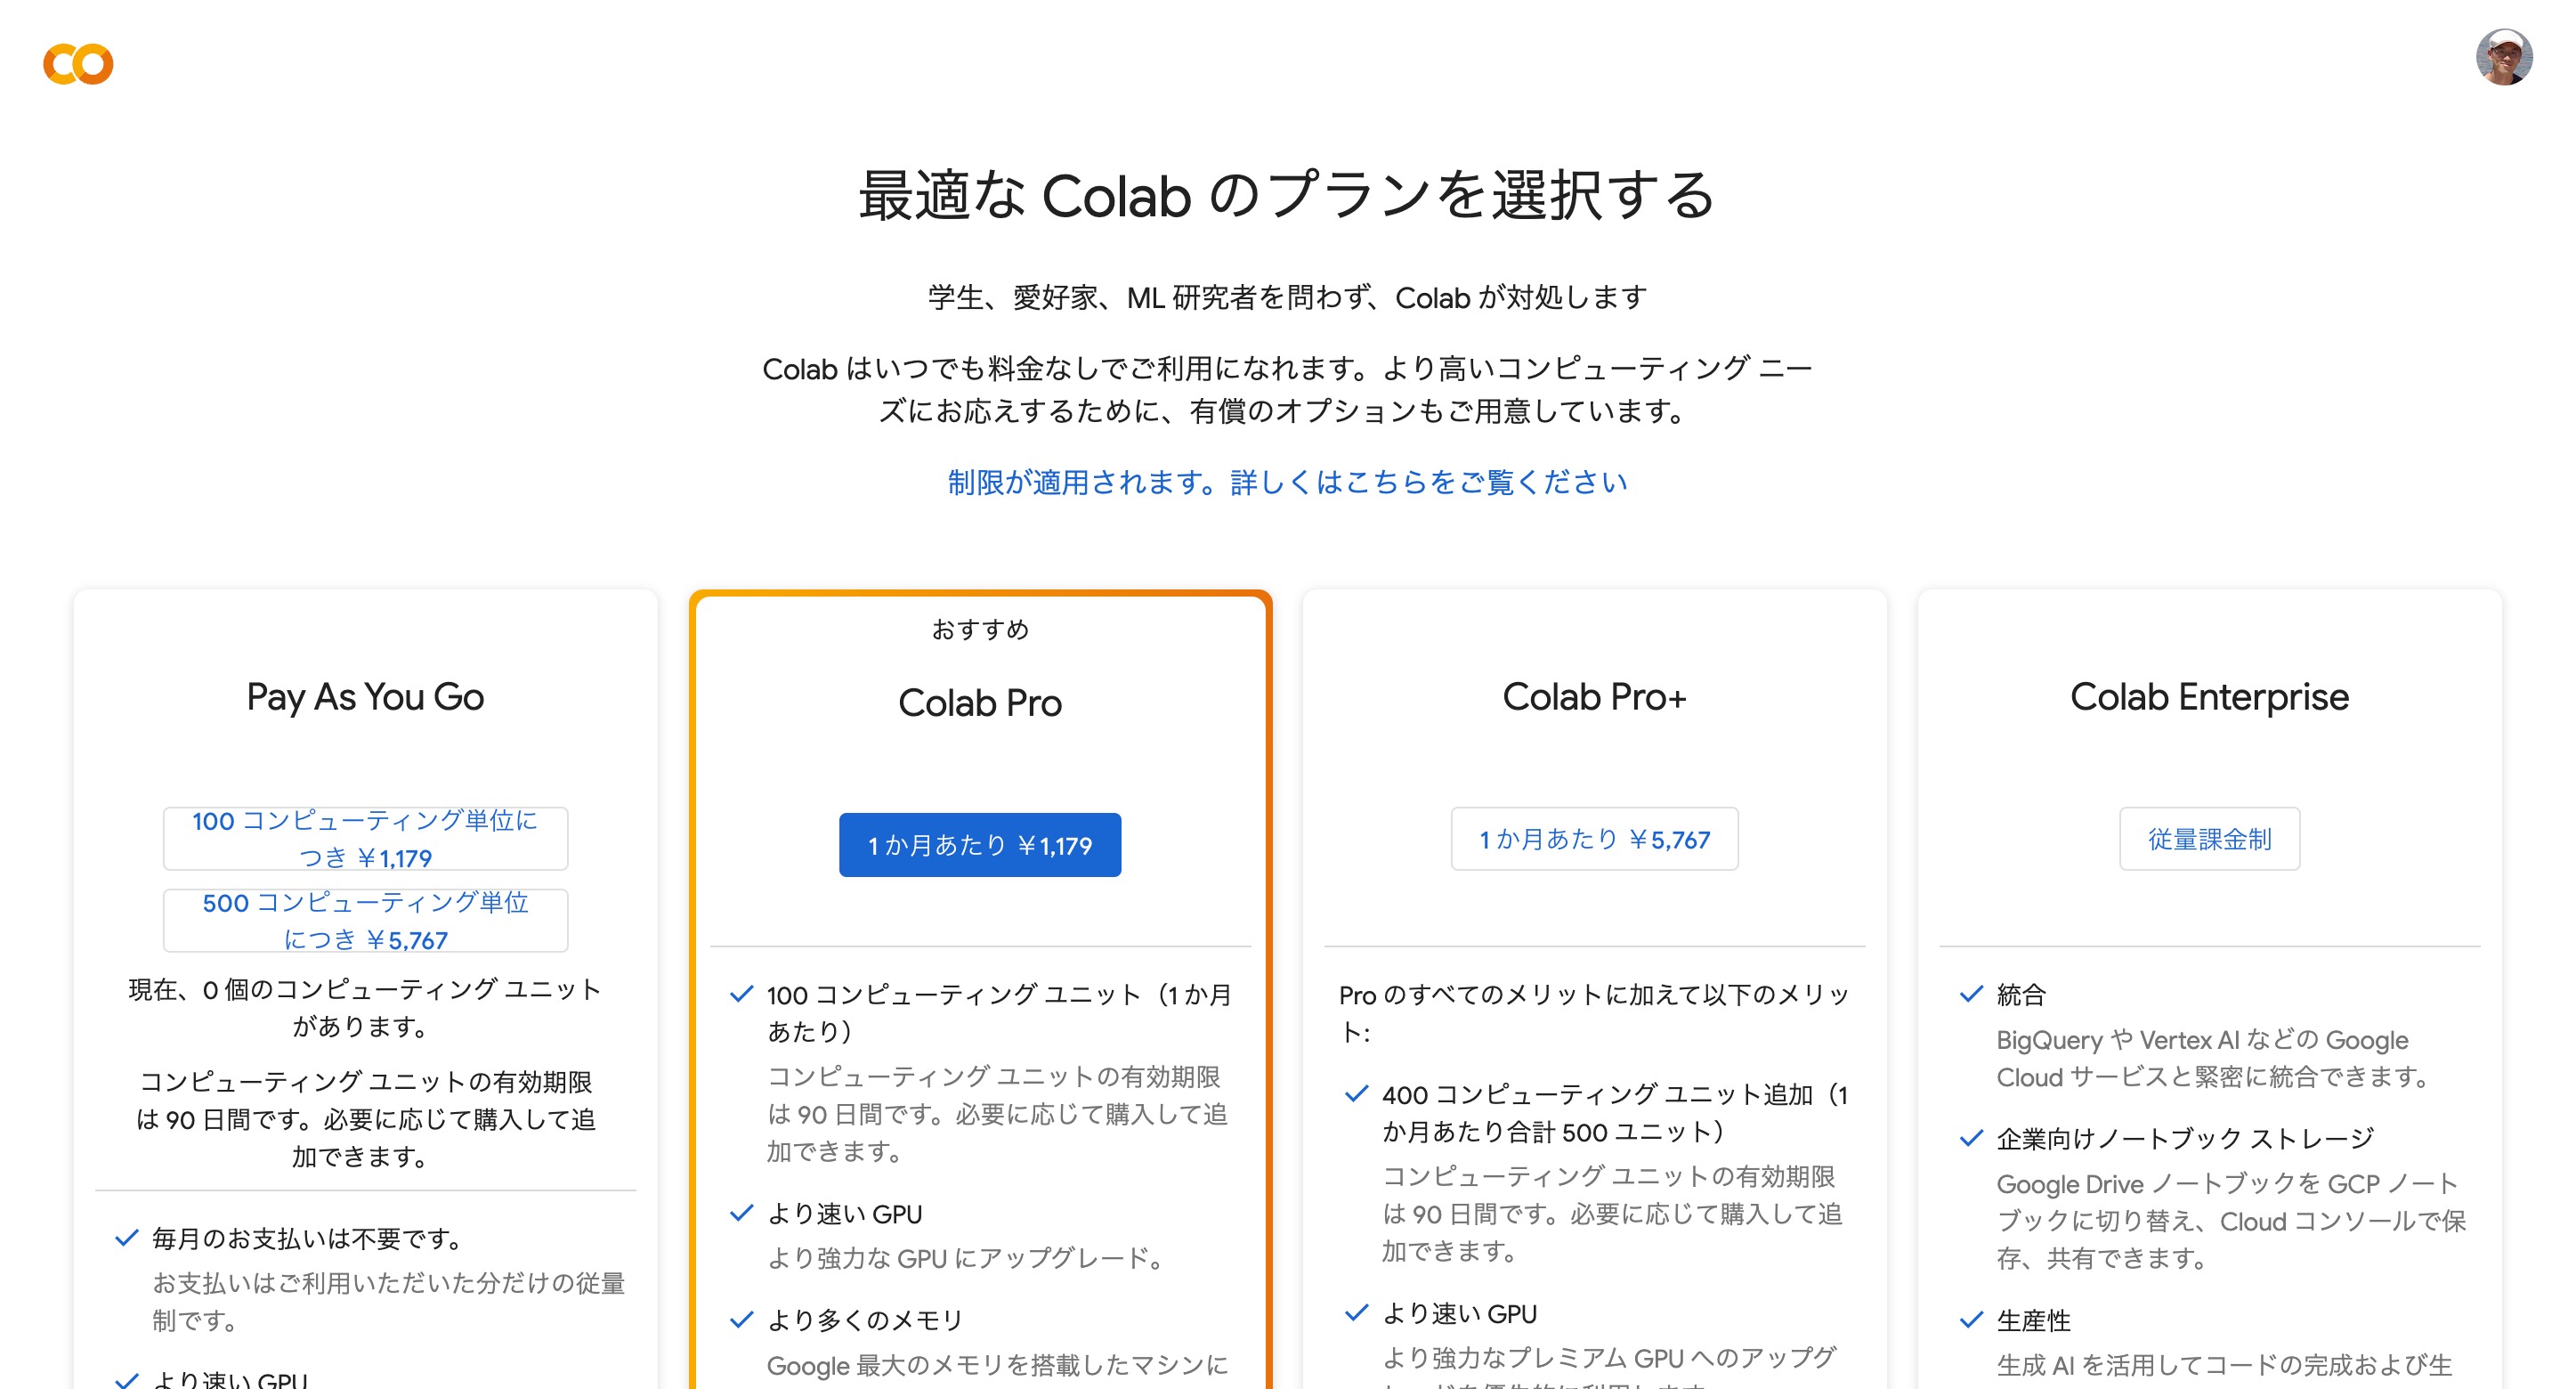 最適な Colab のプランを選択する
学生、愛好家、ML 研究者を問わず、Colab が対処します
Colab はいつでも料金なしでご利用になれます。より高いコンピューティング ニー
ズにお応えするために、有償のオプションもご用意しています。
制限が適用されます。詳しくはこちらをご覧ください
Pay As You Go
100 コンピューティング単位に
つき ￥1,179
500 コンピューティング単位
につき ￥5,767
現在、0 個のコンピューティング ユニット
があります。
コンピューティング ユニットの有効期限
は 90 日間です。必要に応じて購入して追
加できます。
毎月のお支払いは不要です。
お支払いはご利用いただいた分だけの従量
制です。
より速い GPU
おすすめ
Colab Pro
1 か月あたり ￥1,179
100 コンピューティング ユニット（1 か月
あたり）
コンピューティング ユニットの有効期限
は 90 日間です。必要に応じて購入して追
加できます。
より速い GPU
より強力な GPU にアップグレード。
より多くのメモリ
Google 最大のメモリを搭載したマシンに
Colab Pro+
1 か月あたり ￥5,767
Pro のすべてのメリットに加えて以下のメリッ
ト:
400 コンピューティング ユニット追加（1
か月あたり合計 500 ユニット）
コンピューティング ユニットの有効期限
は 90 日間です。必要に応じて購入して追
加できます。
より速い GPU
より強力なプレミアム GPU へのアップグ
Colab Enterprise
従量課金制
統合
BigQuery や Vertex AI などの Google
Cloud サービスと緊密に統合できます。
企業向けノートブック ストレージ
Google Drive ノートブックを GCP ノート
ブックに切り替え、Cloud コンソールで保
存、共有できます。
生産性
生成 AI を活用してコードの完成および生